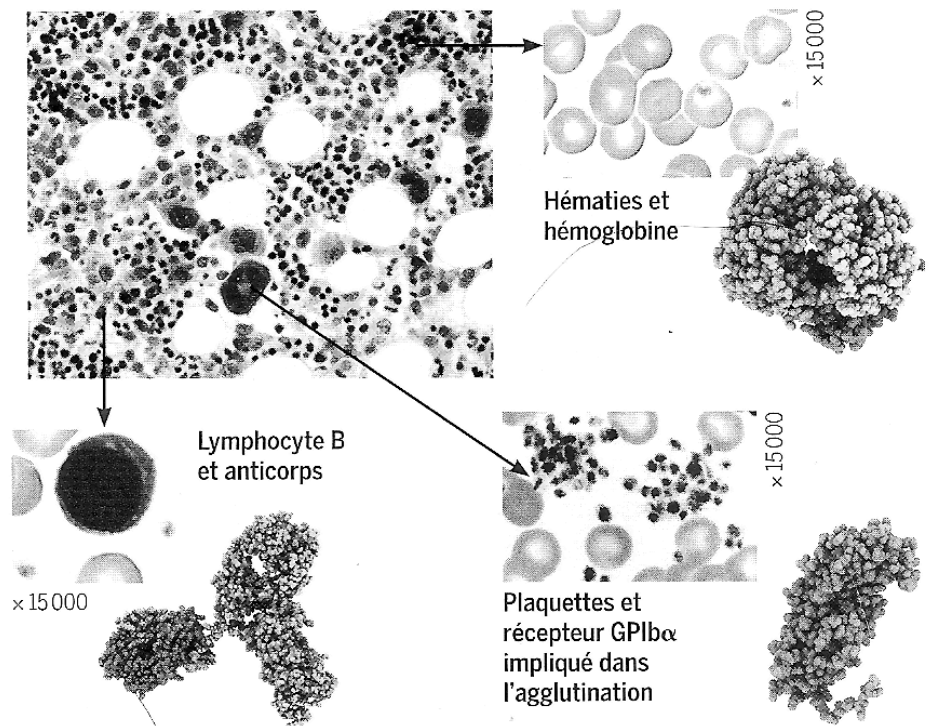 × 15 000
Hématies et
hémoglobine
Lymphocyte B
et anticorps
× 15 000
× 15 000
Plaquettes et
récepteur GPIbα
impliqué dans
l'agglutination